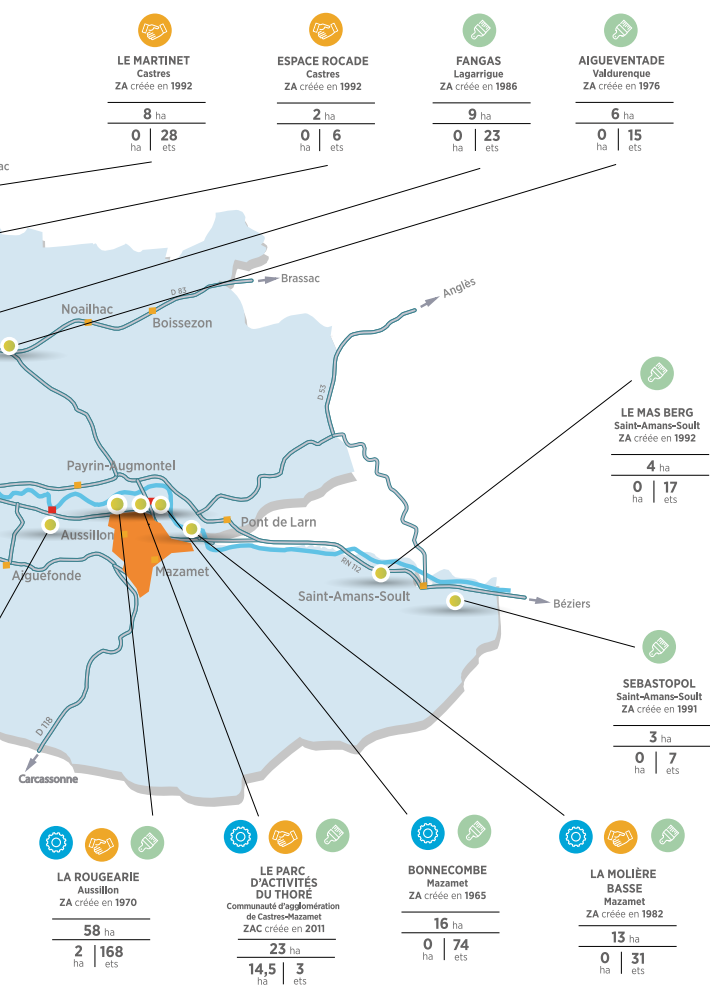 LE MARTINET
Castres
ZA créée en 1992
8 ha
0 ha | 28 ets
ESPACE ROCADE
Castres
ZA créée en 1992
2 ha
0 ha | 6 ets
FANGAS
Lagarrigue
ZA créée en 1986
9 ha
0 ha | 23 ets
AIGUEVENTADE
Valdurenque
ZA créée en 1976
6 ha
0 ha | 15 ets
ac
Brassac
D 83
Anglès
Noailhac
Boissezon
D 53
LE MAS BERG
Saint-Amans-Soult
ZA créée en 1992
4 ha
0 ha | 17 ets
Payrin-Augmontel
Pont de Larn
Aussillon
Aiguefonde
Mazamet
RN 112
Saint-Amans-Soult
Béziers
SEBASTOPOL
Saint-Amans-Soult
ZA créée en 1991
3 ha
0 ha | 7 ets
D 118
Carcassonne
LA ROUGEARIE
Aussillon
ZA créée en 1970
58 ha
2 ha | 168 ets
LE PARC
D'ACTIVITÉS
DU THORÉ
Communauté d'agglomération
de Castres-Mazamet
ZAC créée en 2011
23 ha
14,5 ha | 3 ets
BONNECOMBE
Mazamet
ZA créée en 1965
16 ha
0 ha | 74 ets
LA MOLIÈRE
BASSE
Mazamet
ZA créée en 1982
13 ha
0 ha | 31 ets